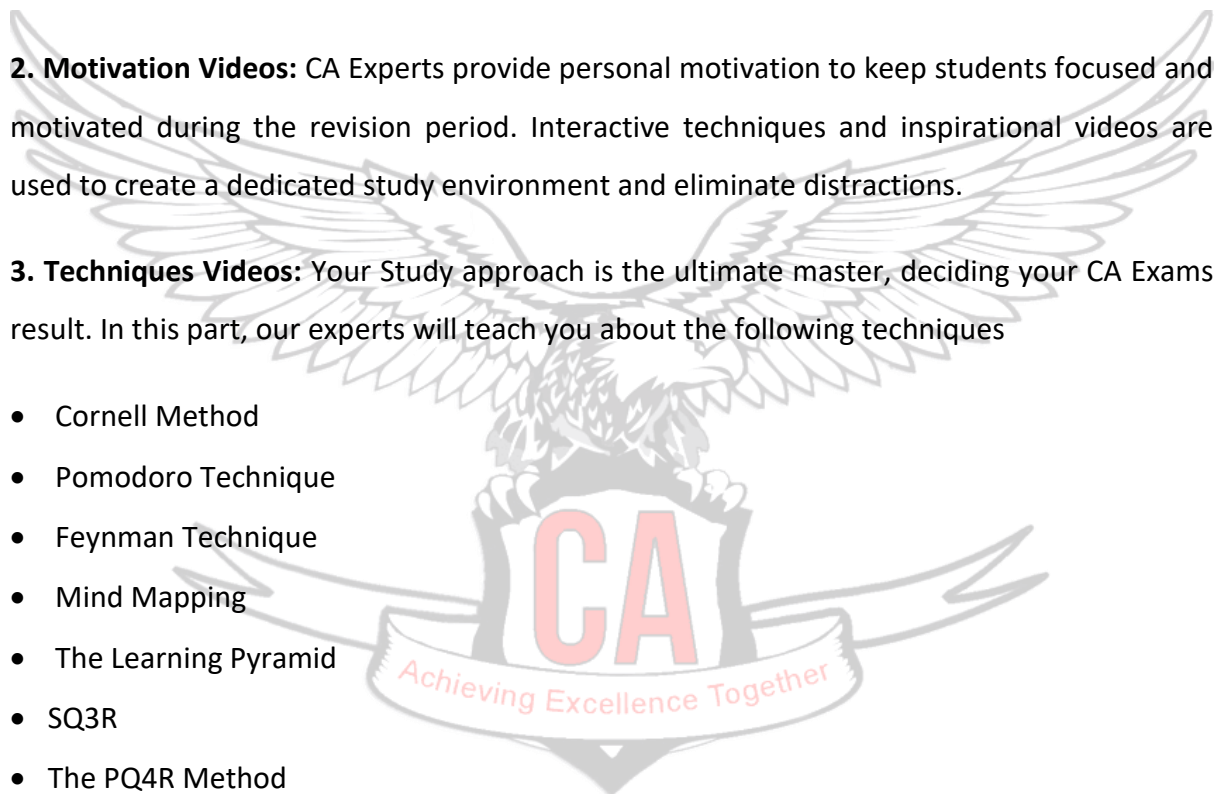 2. Motivation Videos: CA Experts provide personal motivation to keep students focused and
motivated during the revision period. Interactive techniques and inspirational videos are
used to create a dedicated study environment and eliminate distractions.
3. Techniques Videos: Your Study approach is the ultimate master, deciding your CA Exams
result. In this part, our experts will teach you about the following techniques
• Cornell Method
• Pomodoro Technique
• Feynman Technique
• Mind Mapping
• The Learning Pyramid
• SQ3R
• The PQ4R Method
CA
Achieving Excellence Together